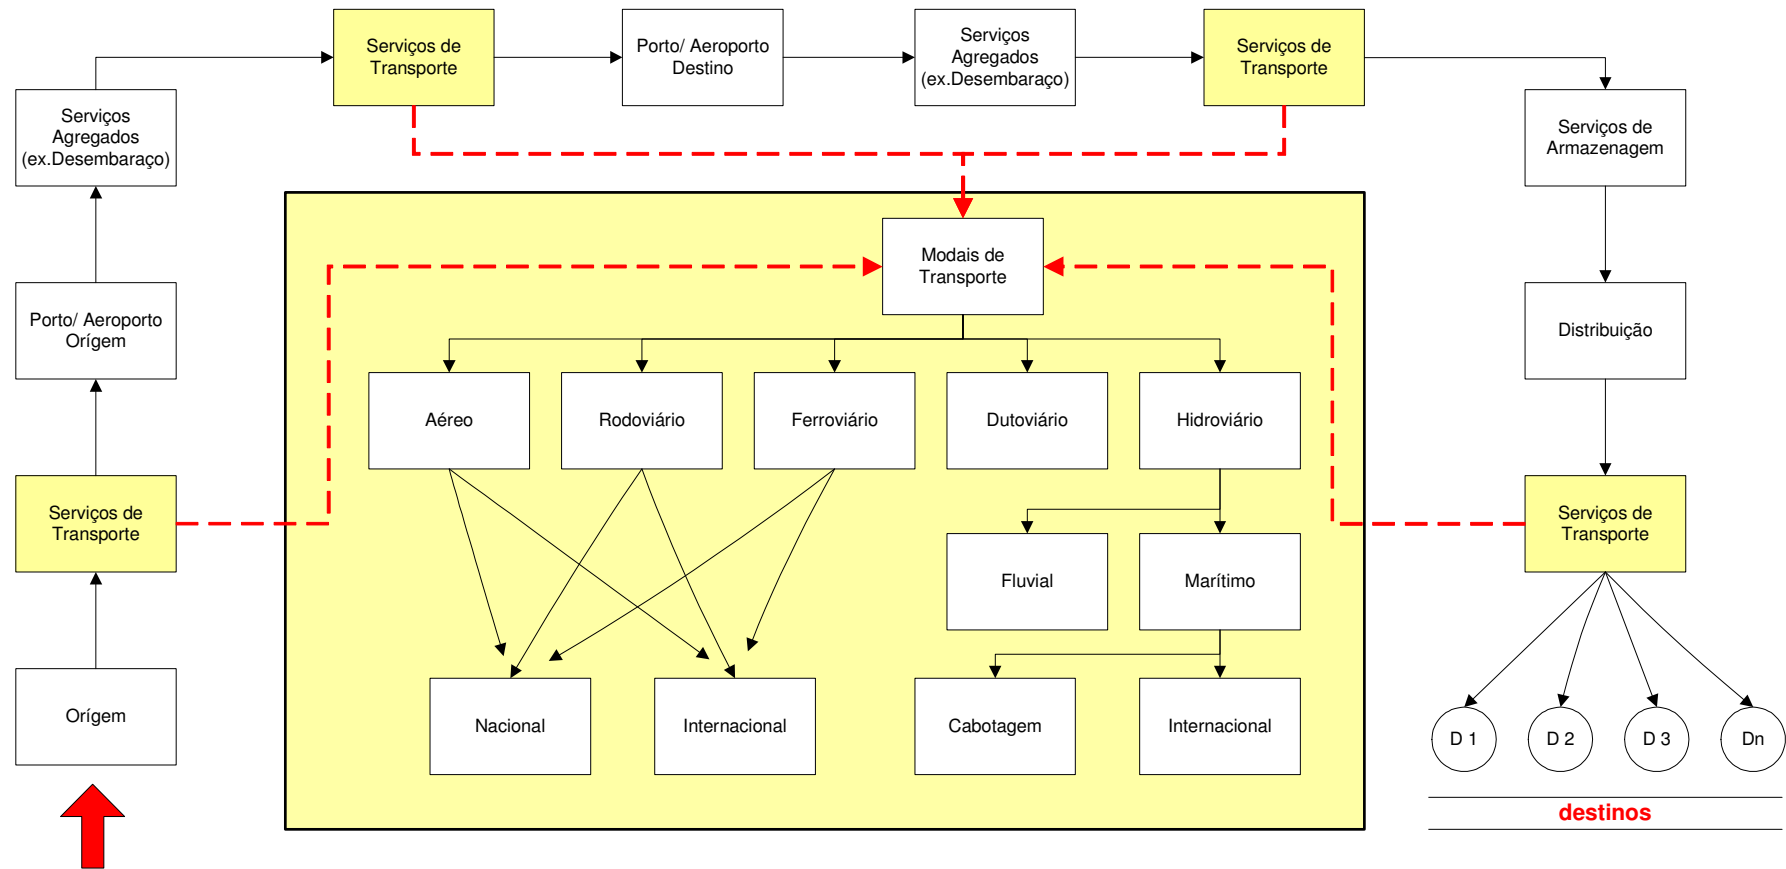 Serviços de
Transporte
Porto/ Aeroporto
Destino
Serviços
Agregados
(ex.Desembaraço)
Serviços de
Transporte
Serviços
Agregados
(ex.Desembaraço)
Serviços de
Armazenagem
Modais de
Transporte
Porto/ Aeroporto
Orígem
Distribuição
Aéreo
Rodoviário
Ferroviário
Dutoviário
Hidroviário
Serviços de
Transporte
Serviços de
Transporte
Fluvial
Marítimo
Orígem
Nacional
Internacional
Cabotagem
Internacional
D 1
D 2
D 3
Dn
destinos